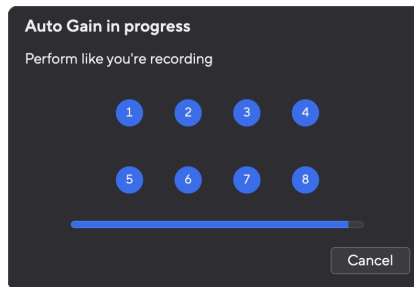 Auto Gain in progress
Perform like you're recording
1 2 3 4
5 6 7 8
Cancel